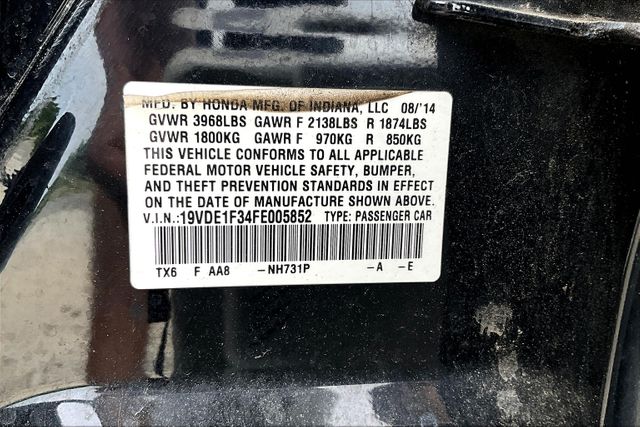 MFD. BY HONDA MFG. OF INDIANA, LLC 08/'14
GVWR 3968LBS GAWR F 2138LBS R 1874LBS
GVWR 1800KG GAWR F 970KG R 850KG
THIS VEHICLE CONFORMS TO ALL APPLICABLE
FEDERAL MOTOR VEHICLE SAFETY, BUMPER,
AND THEFT PREVENTION STANDARDS IN EFFECT
ON THE DATE OF MANUFACTURE SHOWN ABOVE.
V.I.N.:19VDE1F34FE005852 TYPE: PASSENGER CAR
TX6 F AA8 -NH731P -A -E